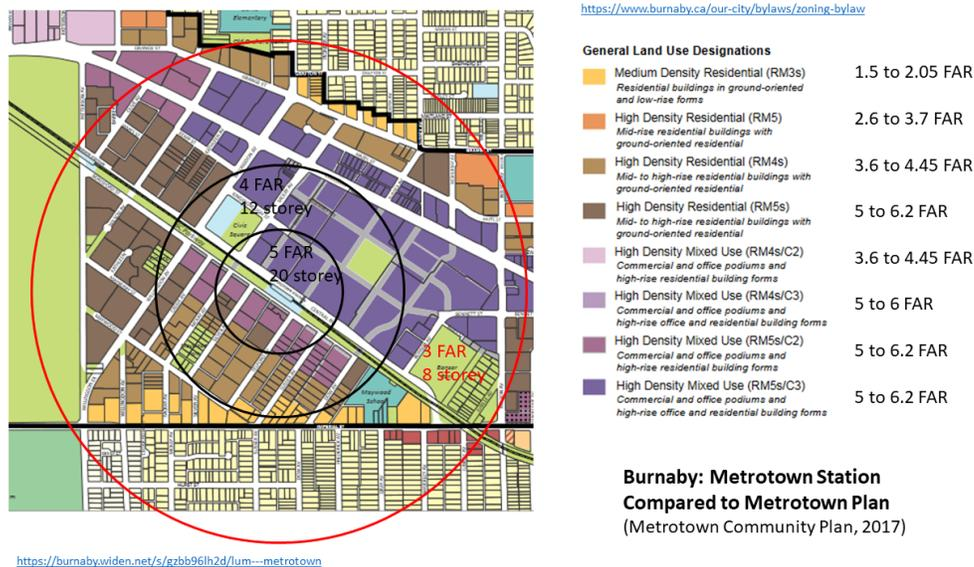 https://www.burnaby.ca/our-city/bylaws/zoning-bylaw
General Land Use Designations
Medium Density Residential (RM3s)
Residential buildings in ground-oriented
and low-rise forms
1.5 to 2.05 FAR
High Density Residential (RM5)
Mid-rise residential buildings with
ground-oriented residential
2.6 to 3.7 FAR
High Density Residential (RM4s)
Mid- to high-rise residential buildings with
ground-oriented residential
3.6 to 4.45 FAR
High Density Residential (RM5s)
Mid- to high-rise residential buildings with
ground-oriented residential
5 to 6.2 FAR
High Density Mixed Use (RM4s/C2)
Commercial and office podiums and
high-rise residential building forms
3.6 to 4.45 FAR
High Density Mixed Use (RM4s/C3)
Commercial and office podiums and
high-rise office and residential building forms
5 to 6 FAR
High Density Mixed Use (RM5s/C2)
Commercial and office podiums and
high-rise residential building forms
5 to 6.2 FAR
High Density Mixed Use (RM5s/C3)
Commercial and office podiums and
high-rise office and residential building forms
5 to 6.2 FAR
Elementary
4 FAR
12 storey
Civic
Square
5 FAR
20 storey
3 FAR
8 storey
Maywood
School
Burnaby: Metrotown Station
Compared to Metrotown Plan
(Metrotown Community Plan, 2017)
https://burnaby.widen.net/s/gzbb96lh2d/lum---metrotown